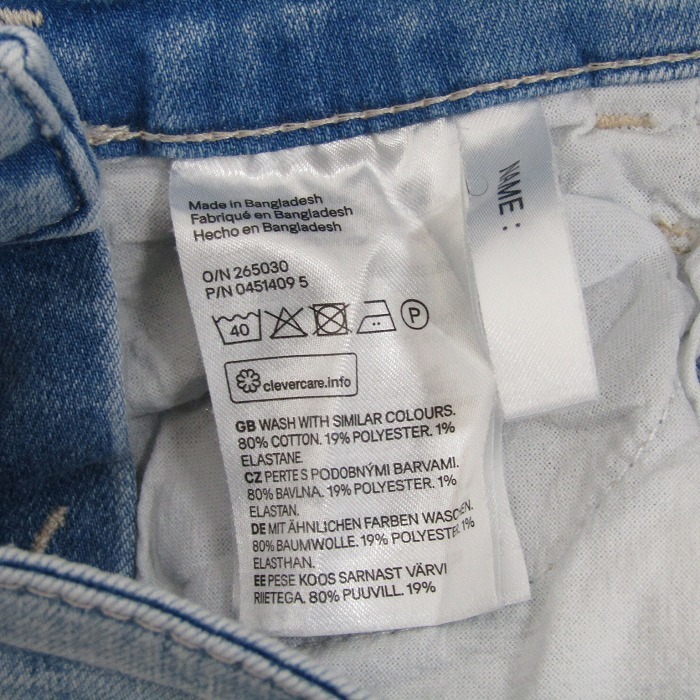 Made in Bangladesh
Fabriqué en Bangladesh
Hecho en Bangladesh
O/N 265030
P/N 0451409 5
40 P
clevercare.info
GB WASH WITH SIMILAR COLOURS.
80% COTTON. 19% POLYESTER. 1%
ELASTANE.
CZ PERTE S PODOBNÝMI BARVAMI.
80% BAVLNA. 19% POLYESTER. 1%
ELASTAN.
DE MIT ÄHNLICHEN FARBEN WASCHEN.
80% BAUMWOLLE. 19% POLYESTER. 1%
ELASTHAN.
EE PESE KOOS SARNAST VÄRVI
RIIETEGA. 80% PUUVILL. 19%
NAME :